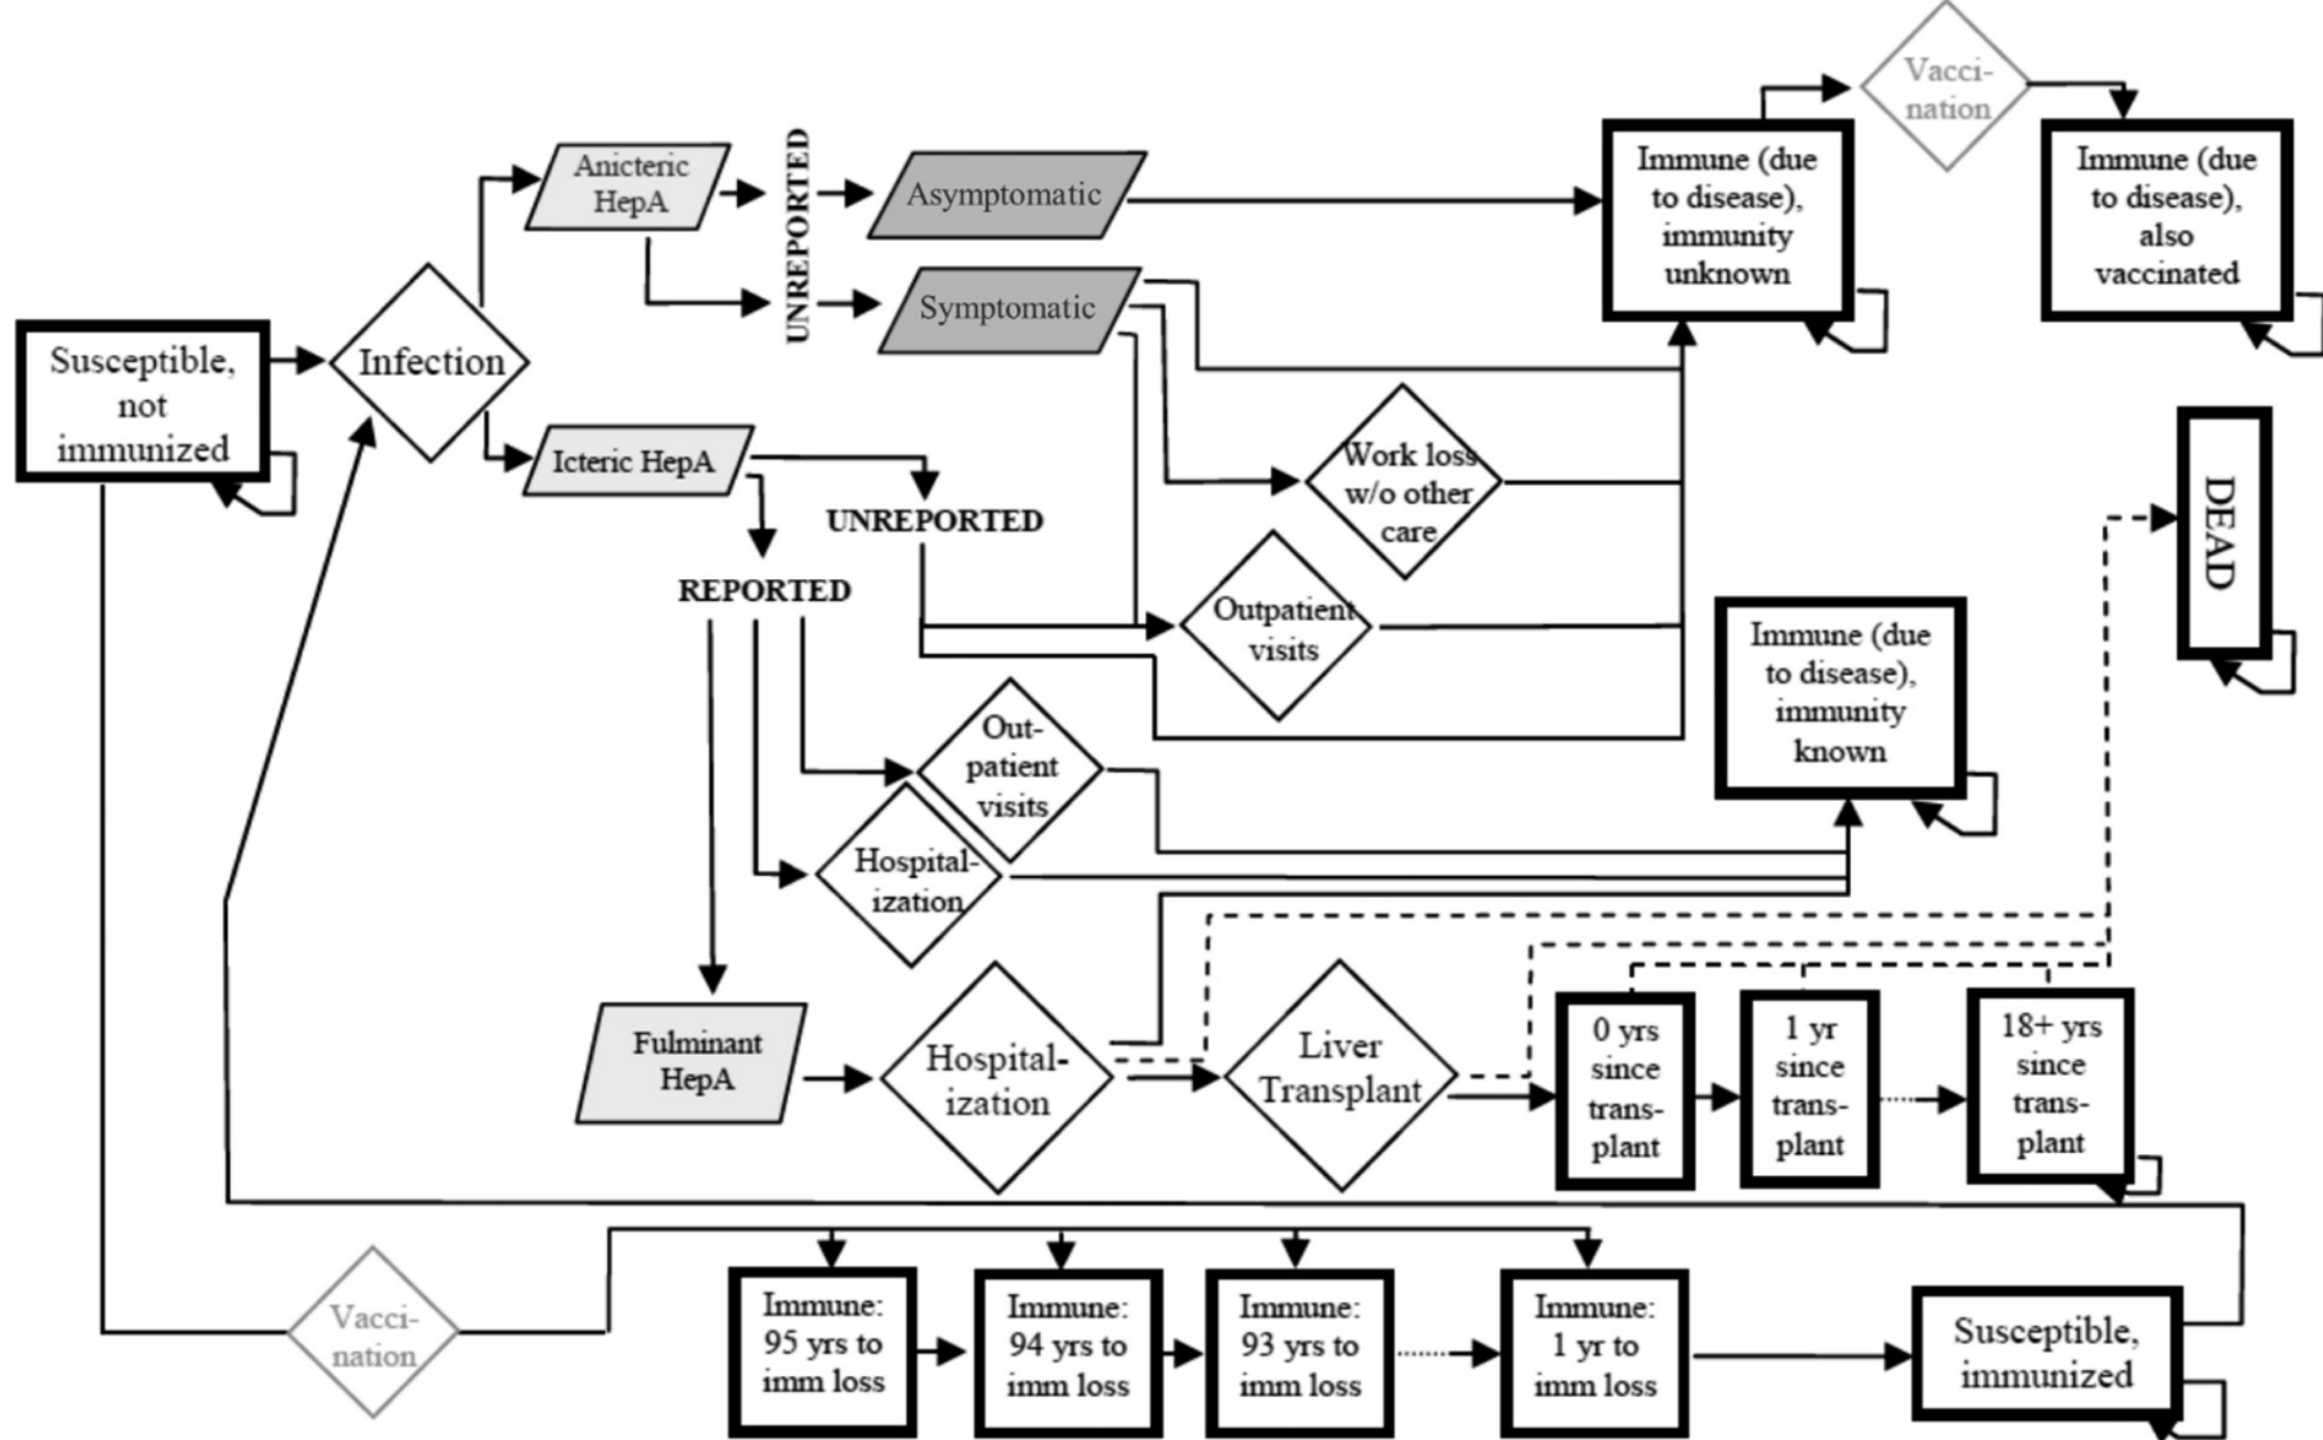 Vacci-
nation
Immune (due
to disease),
immunity
unknown
Immune (due
to disease),
also
vaccinated
Anicteric
HepA
UNREPORTED
Asymptomatic
Symptomatic
Susceptible,
not
immunized
Infection
Icteric HepA
UNREPORTED
REPORTED
Work loss
w/o other
care
Outpatient
visits
DEAD
Immune (due
to disease),
immunity
known
Out-
patient
visits
Hospital-
ization
Fulminant
HepA
Hospital-
ization
Liver
Transplant
0 yrs
since
trans-
plant
1 yr
since
trans-
plant
18+ yrs
since
trans-
plant
Vacci-
nation
Immune:
95 yrs to
imm loss
Immune:
94 yrs to
imm loss
Immune:
93 yrs to
imm loss
Immune:
1 yr to
imm loss
Susceptible,
immunized